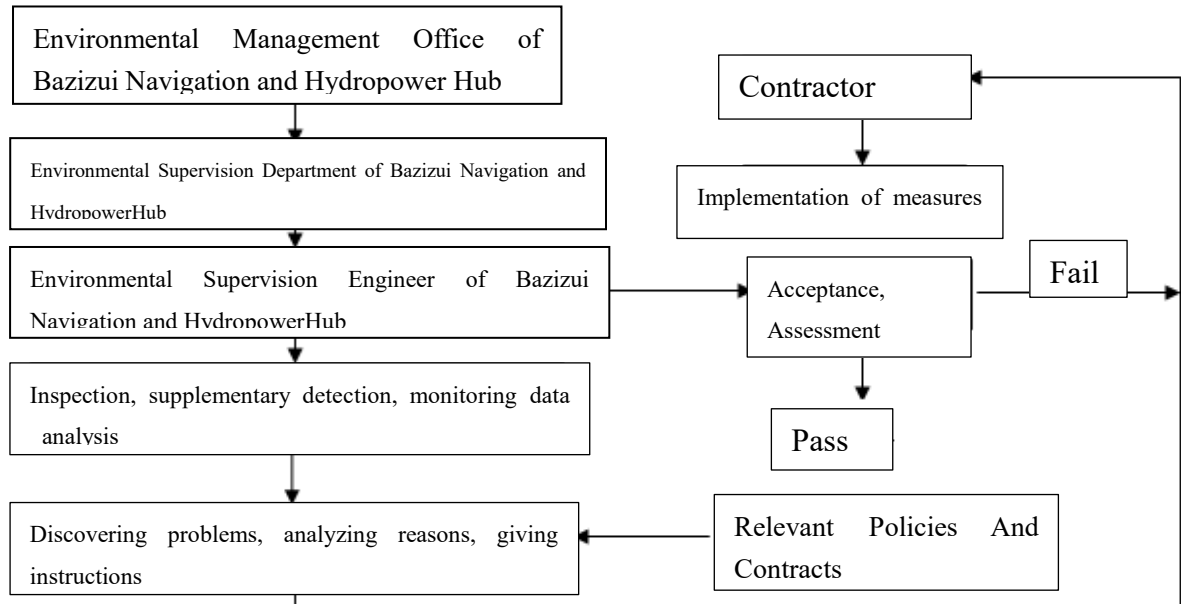 Environmental Management Office of
Bazizui Navigation and Hydropower Hub
Environmental Supervision Department of Bazizui Navigation and
HydropowerHub
Environmental Supervision Engineer of Bazizui
Navigation and HydropowerHub
Inspection, supplementary detection, monitoring data
analysis
Discovering problems, analyzing reasons, giving
instructions
Contractor
Implementation of measures
Acceptance,
Assessment
Fail
Pass
Relevant Policies And
Contracts